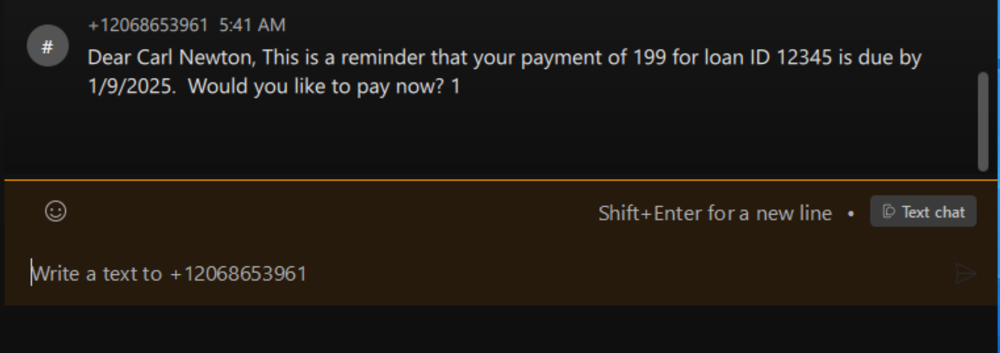 +12068653961 5:41 AM
#
Dear Carl Newton, This is a reminder that your payment of 199 for loan ID 12345 is due by
1/9/2025.  Would you like to pay now? 1
Shift+Enter for a new line • Text chat
Write a text to +12068653961